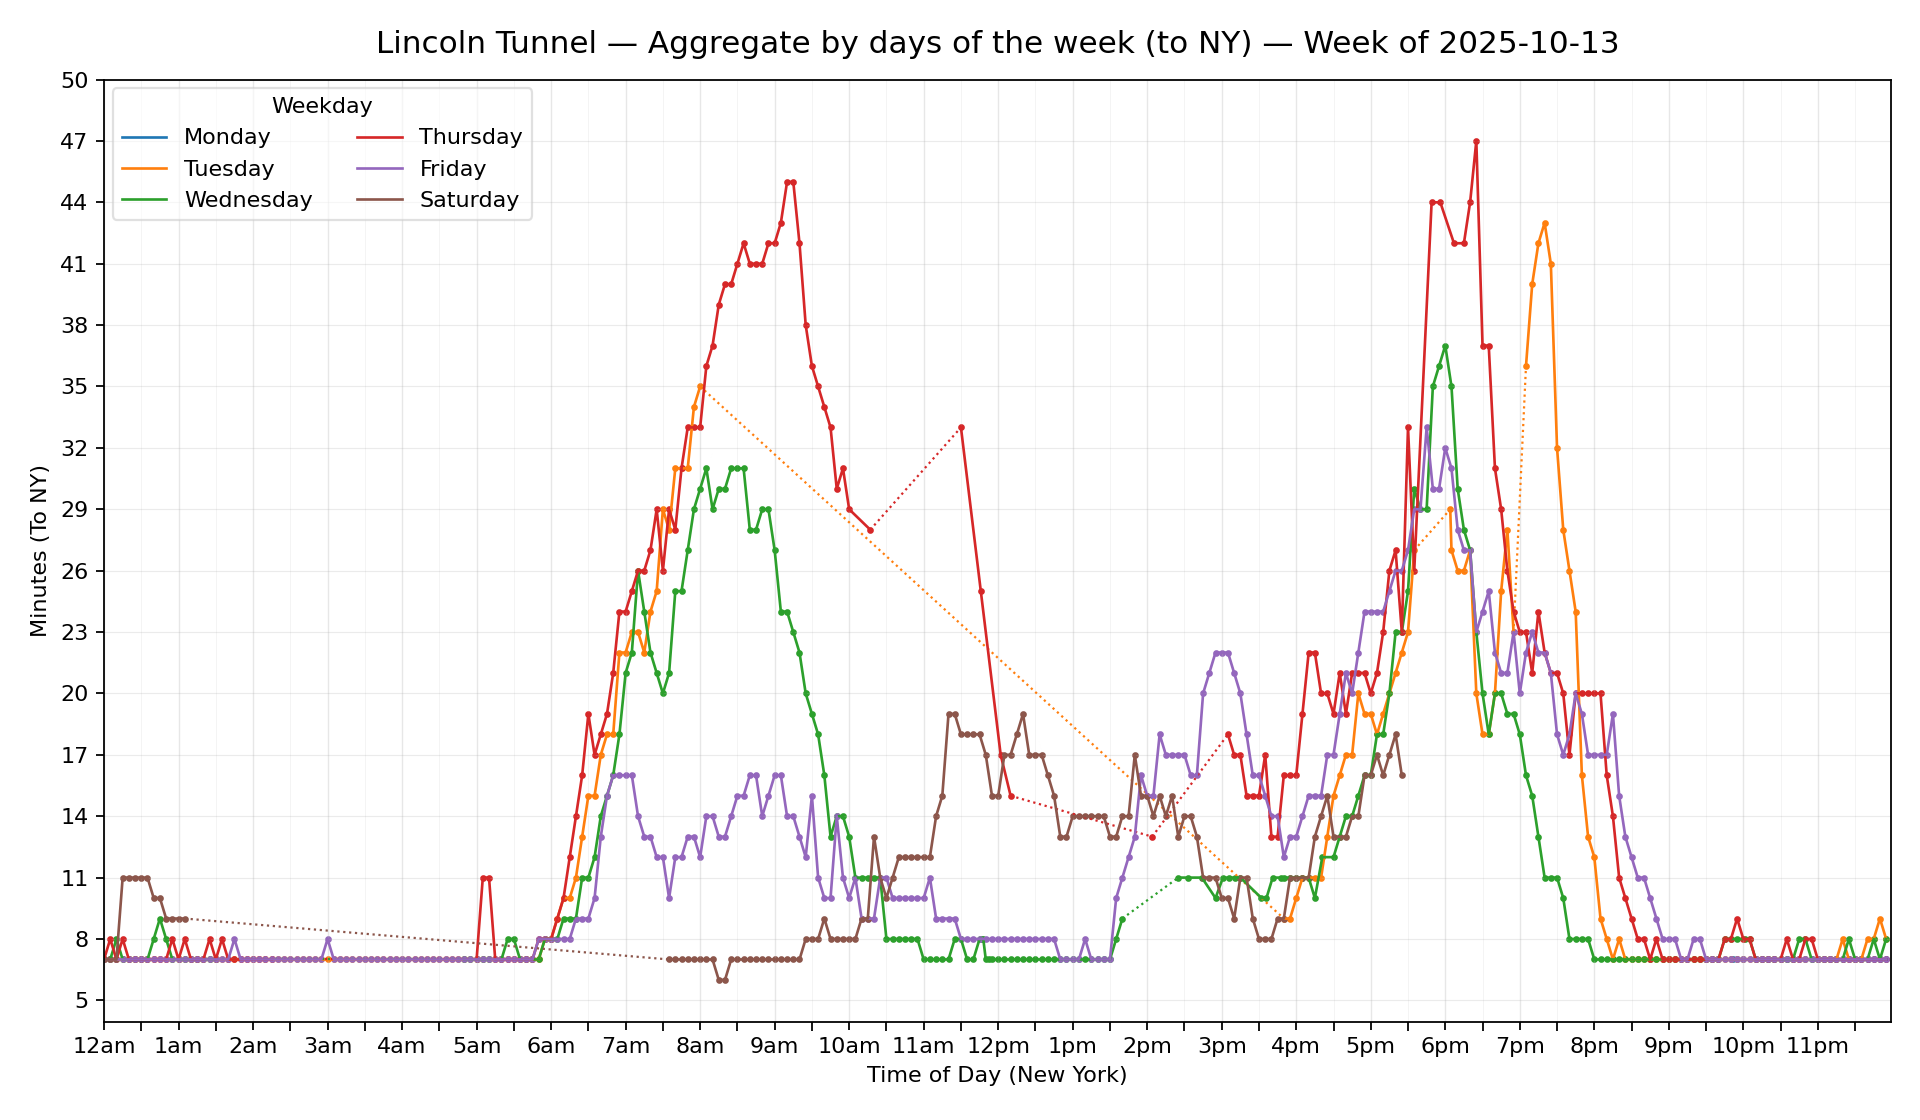 Lincoln Tunnel — Aggregate by days of the week (to NY) — Week of 2025-10-13
Weekday
Monday
Tuesday
Wednesday
Thursday
Friday
Saturday
50
47
44
41
38
35
32
29
26
23
20
17
14
11
8
5
Minutes (To NY)
12am 1am 2am 3am 4am 5am 6am 7am 8am 9am 10am 11am 12pm 1pm 2pm 3pm 4pm 5pm 6pm 7pm 8pm 9pm 10pm 11pm
Time of Day (New York)